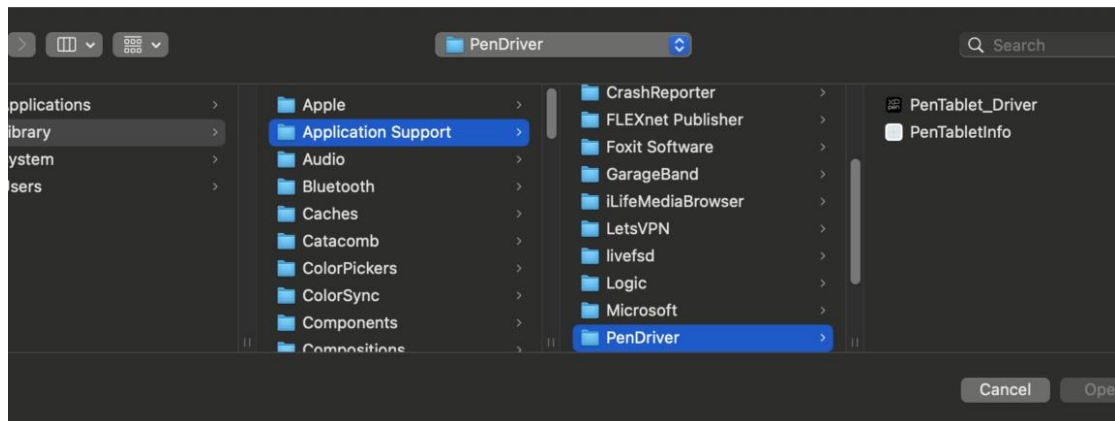 PenDriver
Search
pplications
ibrary
ystem
sers
Apple
Application Support
Audio
Bluetooth
Caches
Catacomb
ColorPickers
ColorSync
Components
Compositions
CrashReporter
FLEXnet Publisher
Foxit Software
GarageBand
iLifeMediaBrowser
LetsVPN
livefsd
Logic
Microsoft
PenDriver
PenTablet_Driver
PenTabletInfo
Cancel
Ope